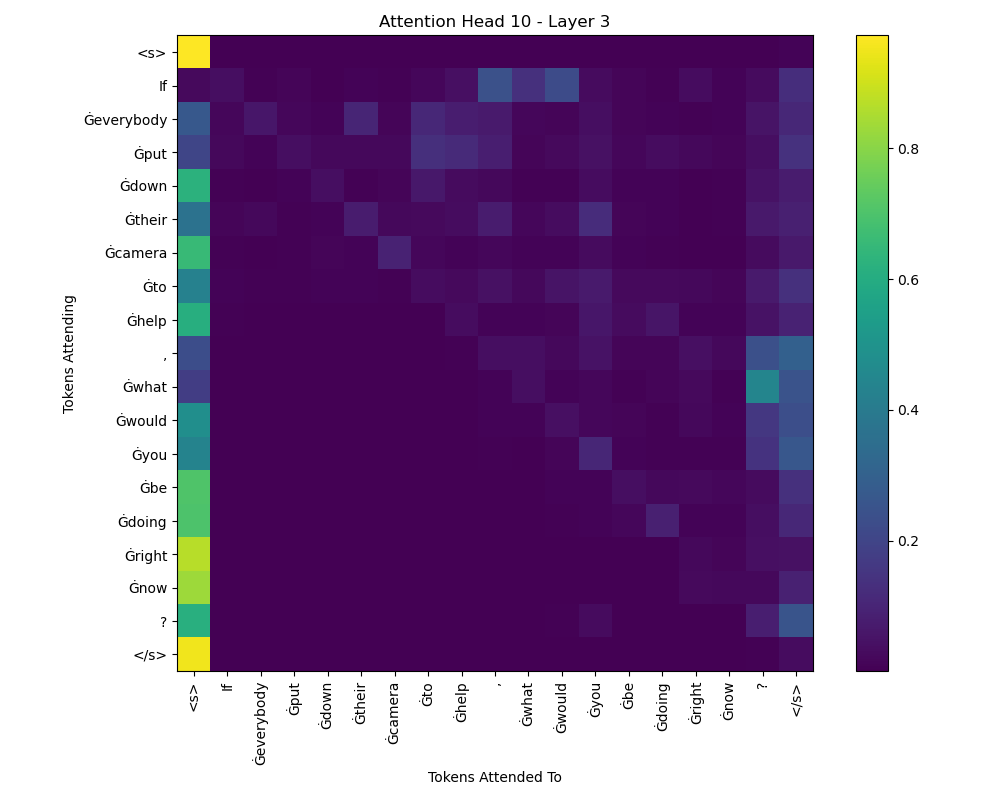 Attention Head 10 - Layer 3
Tokens Attending
<s>
If
Ġeverybody
Ġput
Ġdown
Ġtheir
Ġcamera
Ġto
Ġhelp
,
Ġwhat
Ġwould
Ġyou
Ġbe
Ġdoing
Ġright
Ġnow
?
</s>
<s>
If
Ġeverybody
Ġput
Ġdown
Ġtheir
Ġcamera
Ġto
Ġhelp
,
Ġwhat
Ġwould
Ġyou
Ġbe
Ġdoing
Ġright
Ġnow
?
</s>
Tokens Attended To
0.8
0.6
0.4
0.2